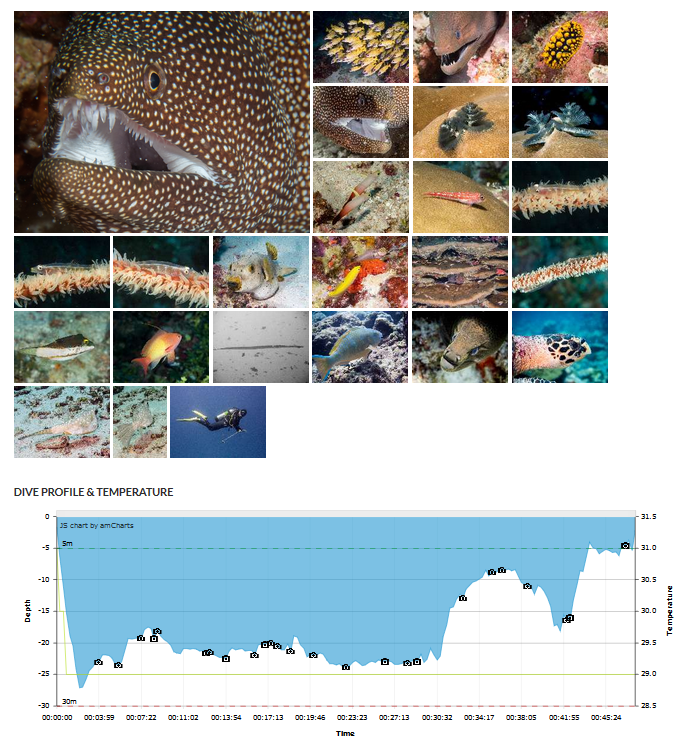 DIVE PROFILE & TEMPERATURE
JS chart by amCharts
0
-5
-10
-15
-20
-25
-30
5m
30m
Depth
31.5
31.0
30.5
30.0
29.5
29.0
28.5
Temperature
00:00:00 00:03:59 00:07:22 00:11:02 00:13:54 00:17:13 00:19:46 00:23:23 00:27:13 00:30:32 00:34:17 00:38:05 00:41:55 00:45:24
Time